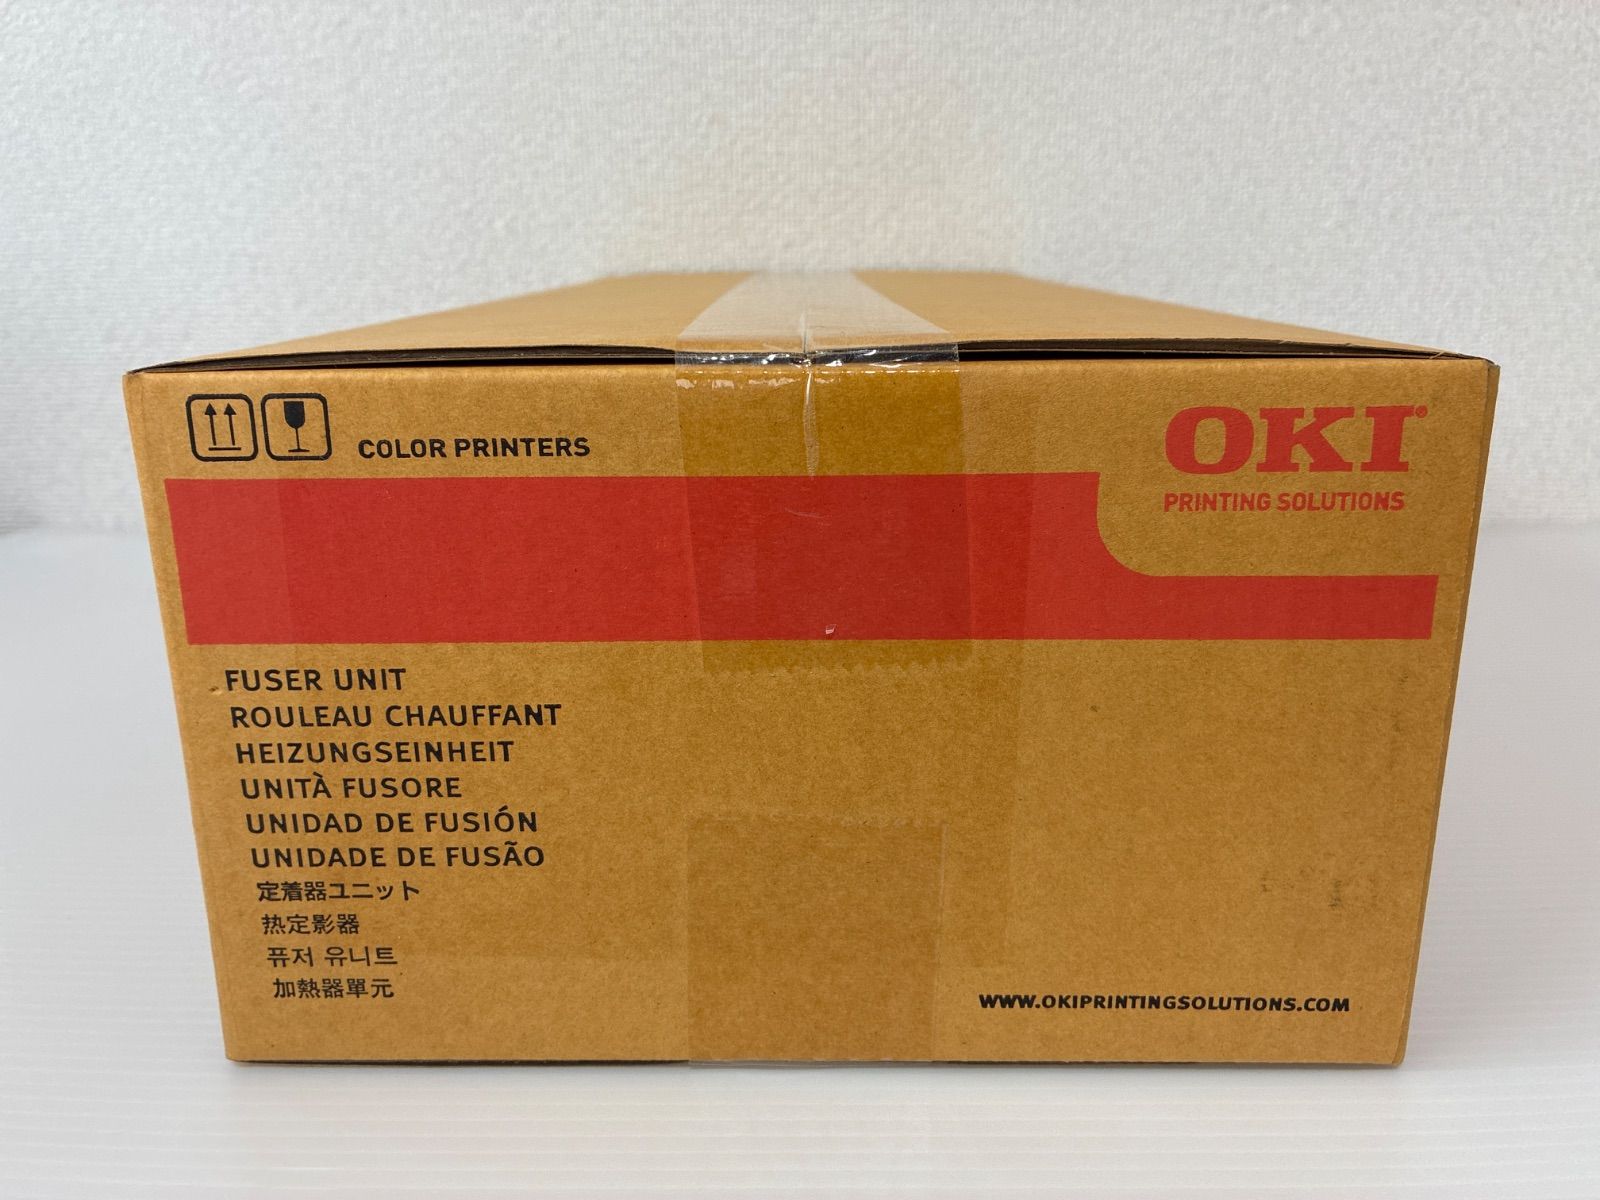 COLOR PRINTERS
OKI®
PRINTING SOLUTIONS
FUSER UNIT
ROULEAU CHAUFFANT
HEIZUNGSEINHEIT
UNITÀ FUSORE
UNIDAD DE FUSIÓN
UNIDADE DE FUSÃO
定着器ユニット
热定影器
퓨저 유니트
加熱器單元
WWW.OKIPRINTINGSOLUTIONS.COM